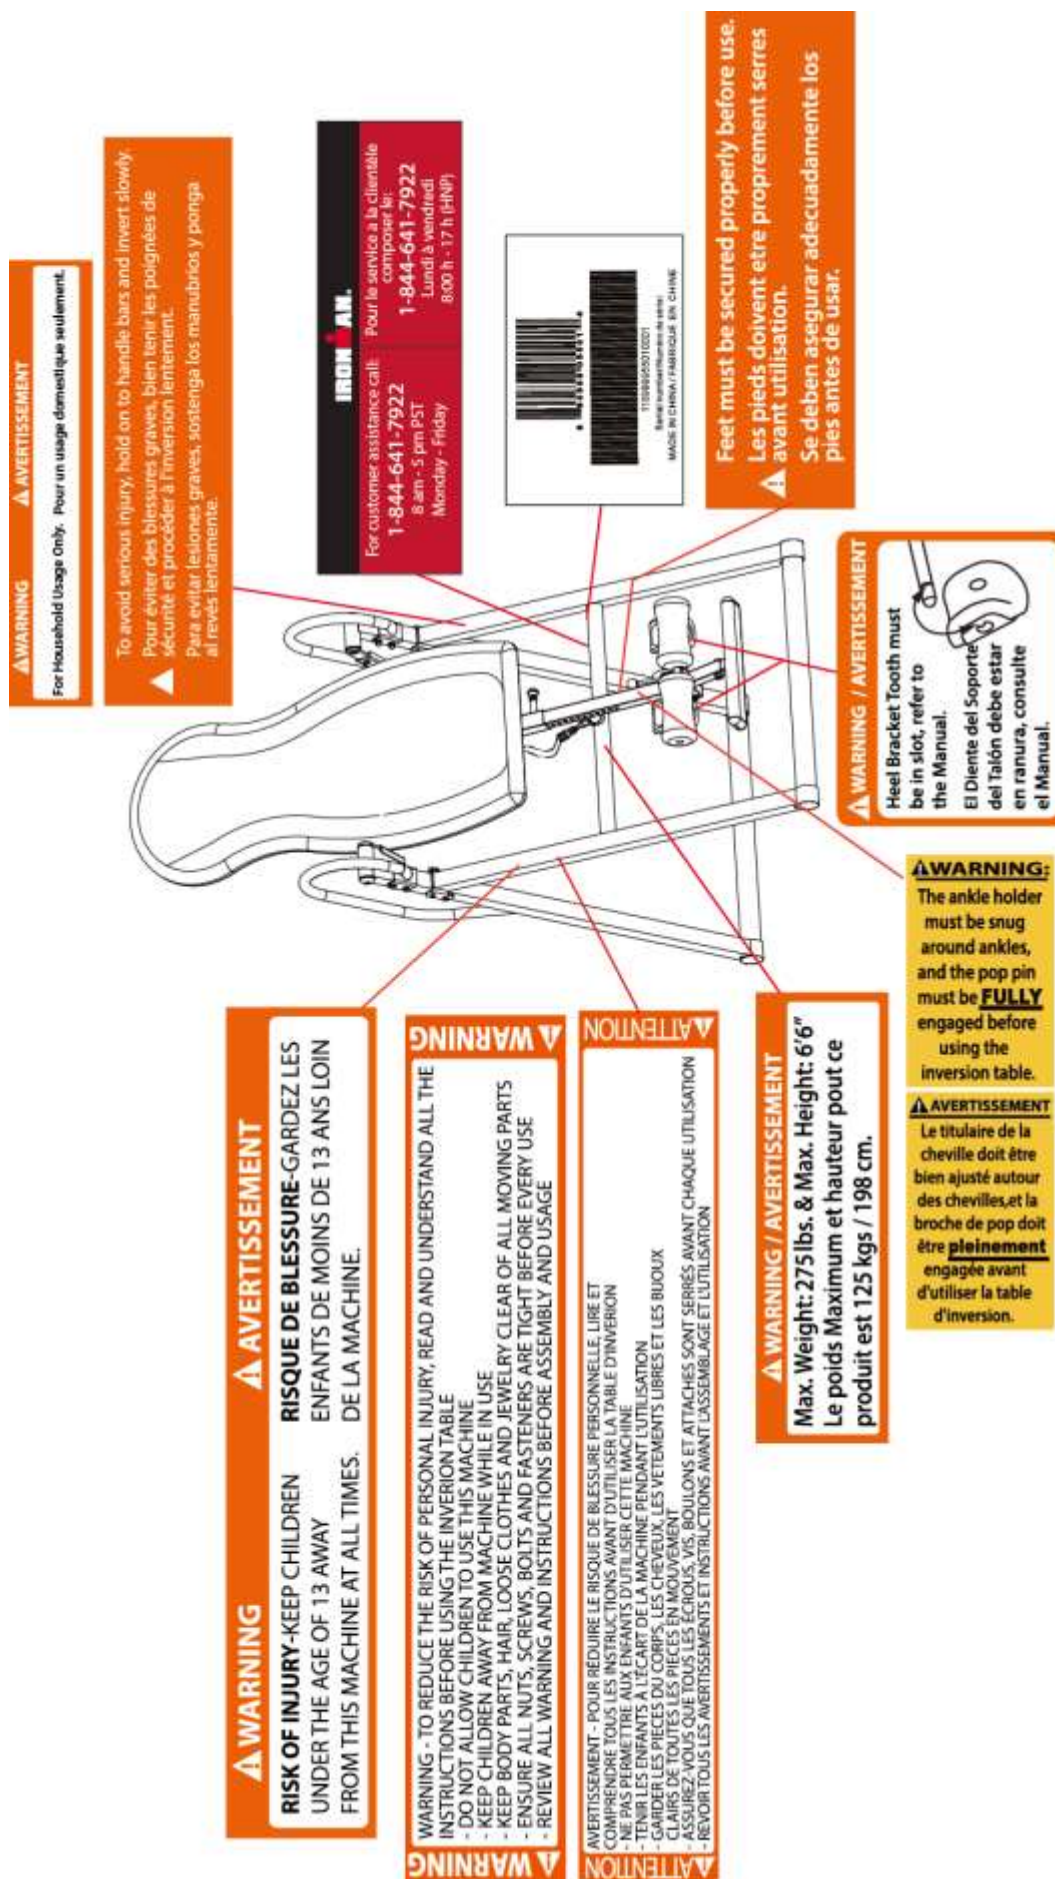 ⚠WARNING ⚠AVERTISSEMENT
For Household Usage Only. Pour un usage domestique seulement.
To avoid serious injury, hold on to handle bars and invert slowly.
Pour éviter des blessures graves, bien tenir les poignées de
sécurité et procéder à l'inversion lentement.
Para evitar lesiones graves, sostenga los manubrios y ponga
al revés lentamente.
IRONMAN.
For customer assistance call:
1-844-641-7922
8 am - 5 pm PST
Monday - Friday
Pour le service a la clientèle
composer le:
1-844-641-7922
Lundi à vendredi
8:00 h - 17 h (HNP)
MADE IN CHINA / FABRIQUE EN CHINE
Feet must be secured properly before use.
Les pieds doivent etre proprement serres
avant utilisation.
Se deben asegurar adecuadamente los
pies antes de usar.
⚠WARNING / AVERTISSEMENT
Heel Bracket Tooth must
be in slot, refer to
the Manual.
El Diente del Soporte
del Talón debe estar
en ranura, consulte
el Manual.
⚠WARNING:
The ankle holder
must be snug
around ankles,
and the pop pin
must be FULLY
engaged before
using the
inversion table.
⚠AVERTISSEMENT
Le titulaire de la
cheville doit être
bien ajusté autour
des chevilles,et la
broche de pop doit
être pleinement
engagée avant
d'utiliser la table
d'inversion.
⚠WARNING ⚠AVERTISSEMENT
RISK OF INJURY-KEEP CHILDREN
UNDER THE AGE OF 13 AWAY
FROM THIS MACHINE AT ALL TIMES.
RISQUE DE BLESSURE-GARDEZ LES
ENFANTS DE MOINS DE 13 ANS LOIN
DE LA MACHINE.
⚠WARNING
WARNING - TO REDUCE THE RISK OF PERSONAL INJURY, READ AND UNDERSTAND ALL THE
INSTRUCTIONS BEFORE USING THE INVERION TABLE
- DO NOT ALLOW CHILDREN TO USE THIS MACHINE
- KEEP CHILDREN AWAY FROM MACHINE WHILE IN USE
- KEEP BODY PARTS, HAIR, LOOSE CLOTHES AND JEWELRY CLEAR OF ALL MOVING PARTS
- ENSURE ALL NUTS, SCREWS, BOLTS AND FASTENERS ARE TIGHT BEFORE EVERY USE
- REVIEW ALL WARNING AND INSTRUCTIONS BEFORE ASSEMBLY AND USAGE
⚠WARNING
⚠ATTENTION
AVERTISSEMENT - POUR RÉDUIRE LE RISQUE DE BLESSURE PERSONNELLE, LIRE ET
COMPRENDRE TOUS LES INSTRUCTIONS AVANT D'UTILISER LA TABLE D'INVERION
- NE PAS PERMETTRE AUX ENFANTS D'UTILISER CETTE MACHINE
- TENIR LES ENFANTS À L'ÉCART DE LA MACHINE PENDANT L'UTILISATION
- GARDER LES PIECES DU CORPS, LES CHEVEUX, LES VETEMENTS LIBRES ET LES BIJOUX
CLAIRS DE TOUTES LES PIECES EN MOUVEMENT
- ASSUREZ-VOUS QUE TOUS LES ÉCROUS, VIS, BOULONS ET ATTACHES SONT SERRÉS AVANT CHAQUE UTILISATION
- REVOIR TOUS LES AVERTISSEMENTS ET INSTRUCTIONS AVANT L'ASSEMBLAGE ET L'UTILISATION
⚠ATTENTION
⚠WARNING / AVERTISSEMENT
Max. Weight: 275 lbs. & Max. Height: 6'6"
Le poids Maximum et hauteur pout ce
produit est 125 kgs / 198 cm.